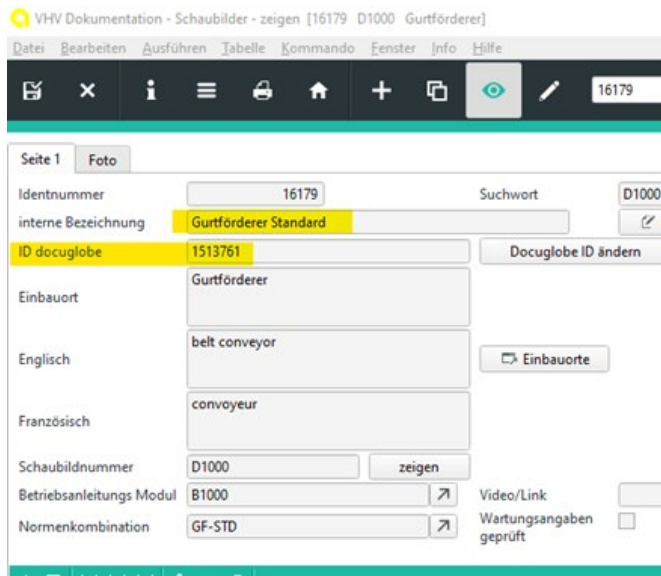 VHV Dokumentation - Schaubilder - zeigen [16179 D1000 Gurtförderer]
Datei Bearbeiten Ausführen Tabelle Kommando Fenster Info Hilfe
16179
Seite 1 Foto
Identnummer 16179 Suchwort D1000
interne Bezeichnung Gurtförderer Standard
ID docuglobe 1513761 Docuglobe ID ändern
Einbauort Gurtförderer
Englisch belt conveyor Einbauorte
Französisch convoyeur
Schaubildnummer D1000 zeigen
Betriebsanleitungs Modul B1000 Video/Link
Normenkombination GF-STD Wartungsangaben
geprüft